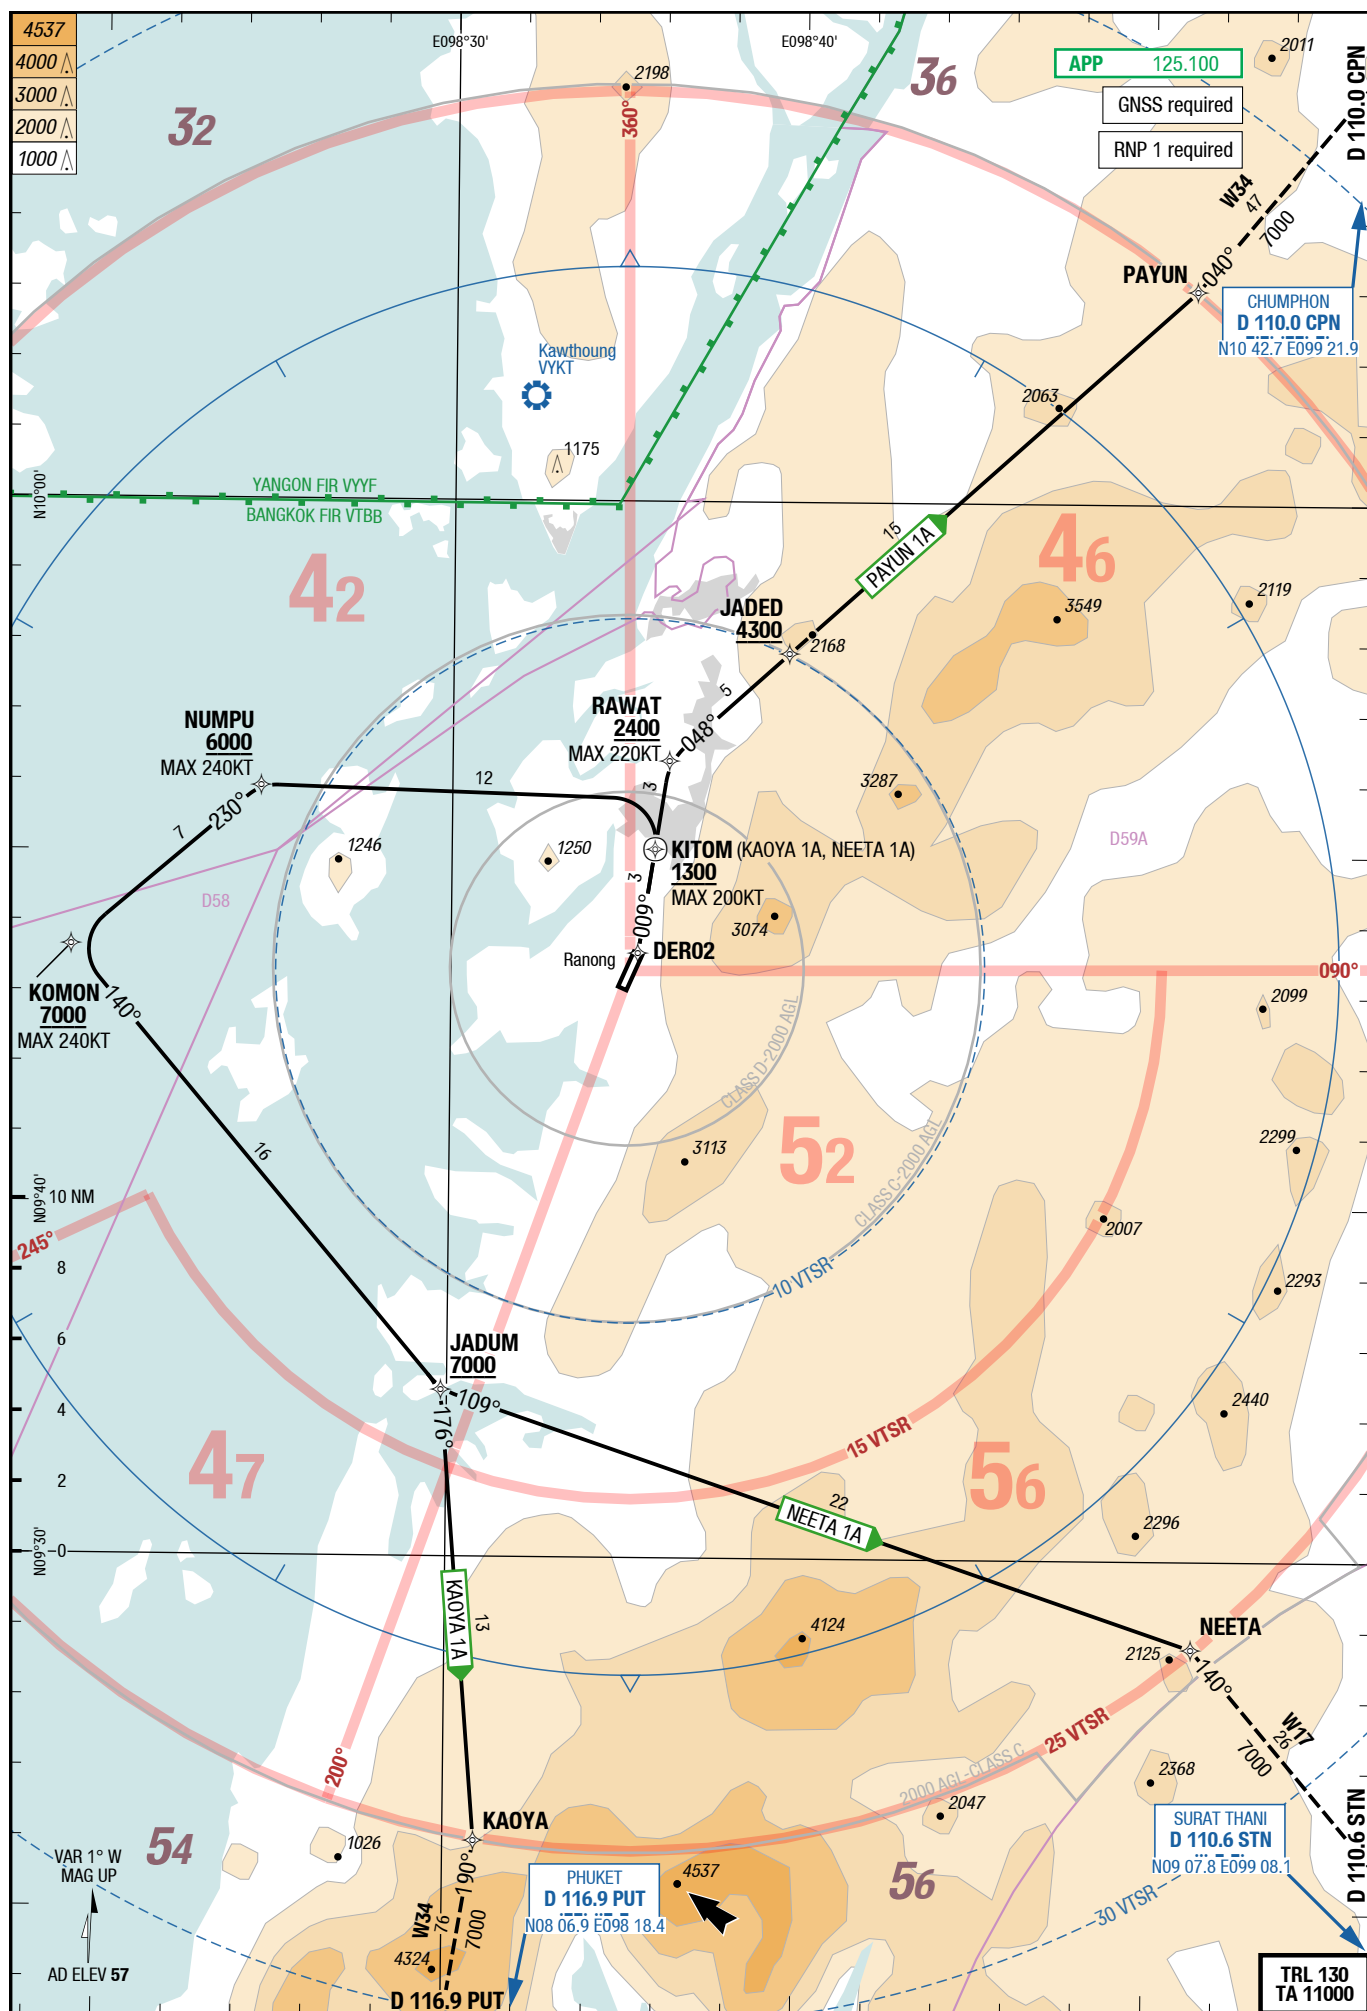 4537
4000
3000
2000
1000
E098°30'
E098°40'
32
36
2198
360°
2011
APP 125.100
GNSS required
RNP 1 required
D 110.0 CPN
W34
47
7000
040°
PAYUN
CHUMPHON
D 110.0 CPN
N10 42.7 E099 21.9
Kawthoung
VYKT
1175
2063
N10°00'
YANGON FIR VYYF
BANGKOK FIR VTBB
42
46
15
PAYUN 1A
3549
2119
JADED
4300
2168
5
048°
RAWAT
2400
MAX 220KT
NUMPU
6000
MAX 240KT
12
3
3287
7
230°
1246
1250
KITOM (KAOYA 1A, NEETA 1A)
1300
MAX 200KT
D59A
D58
3
009°
3074
DER02
Ranong
090°
KOMON
7000
MAX 240KT
140°
2099
CLASS D-2000 AGL
16
3113
52
CLASS C-2000 AGL
2299
N09°40'
10 NM
245°
8
6
4
2
0
2007
10 VTSR
2293
JADUM
7000
109°
176°
2440
15 VTSR
47
56
22
NEETA 1A
2296
N09°30'
KAOYA 1A
13
4124
NEETA
2125
140°
W17
26
7000
25 VTSR
200°
2000 AGL-CLASS C
2368
2047
KAOYA
1026
54
VAR 1° W
MAG UP
190°
W34
76
7000
4324
PHUKET
D 116.9 PUT
N08 06.9 E098 18.4
4537
56
SURAT THANI
D 110.6 STN
N09 07.8 E099 08.1
D 110.6 STN
30 VTSR
AD ELEV 57
D 116.9 PUT
TRL 130
TA 11000